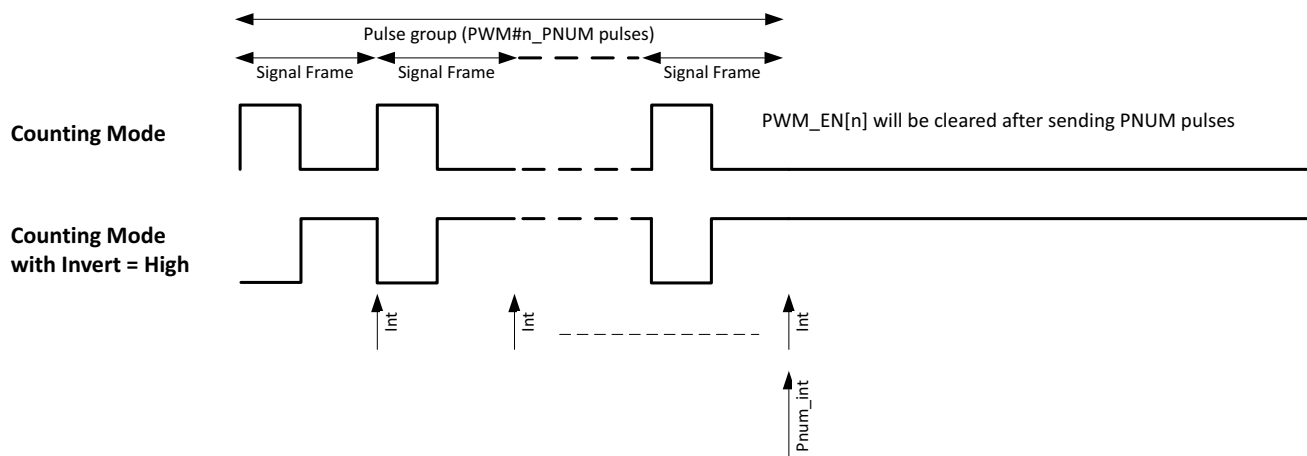 Pulse group (PWM#n_PNUM pulses)
Signal Frame
Signal Frame
Signal Frame
Counting Mode
PWM_EN[n] will be cleared after sending PNUM pulses
Counting Mode
with Invert = High
Int
Int
Int
Pnum_int